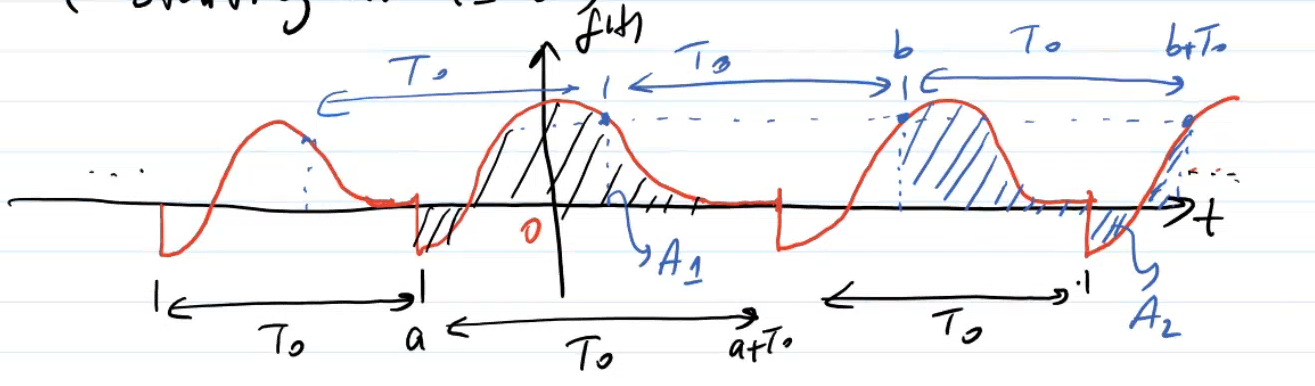 f(t)
T₀ T₀ b T₀ b+T₀
.... ....
0 A₁ t
T₀ a T₀ a+T₀ T₀ A₂